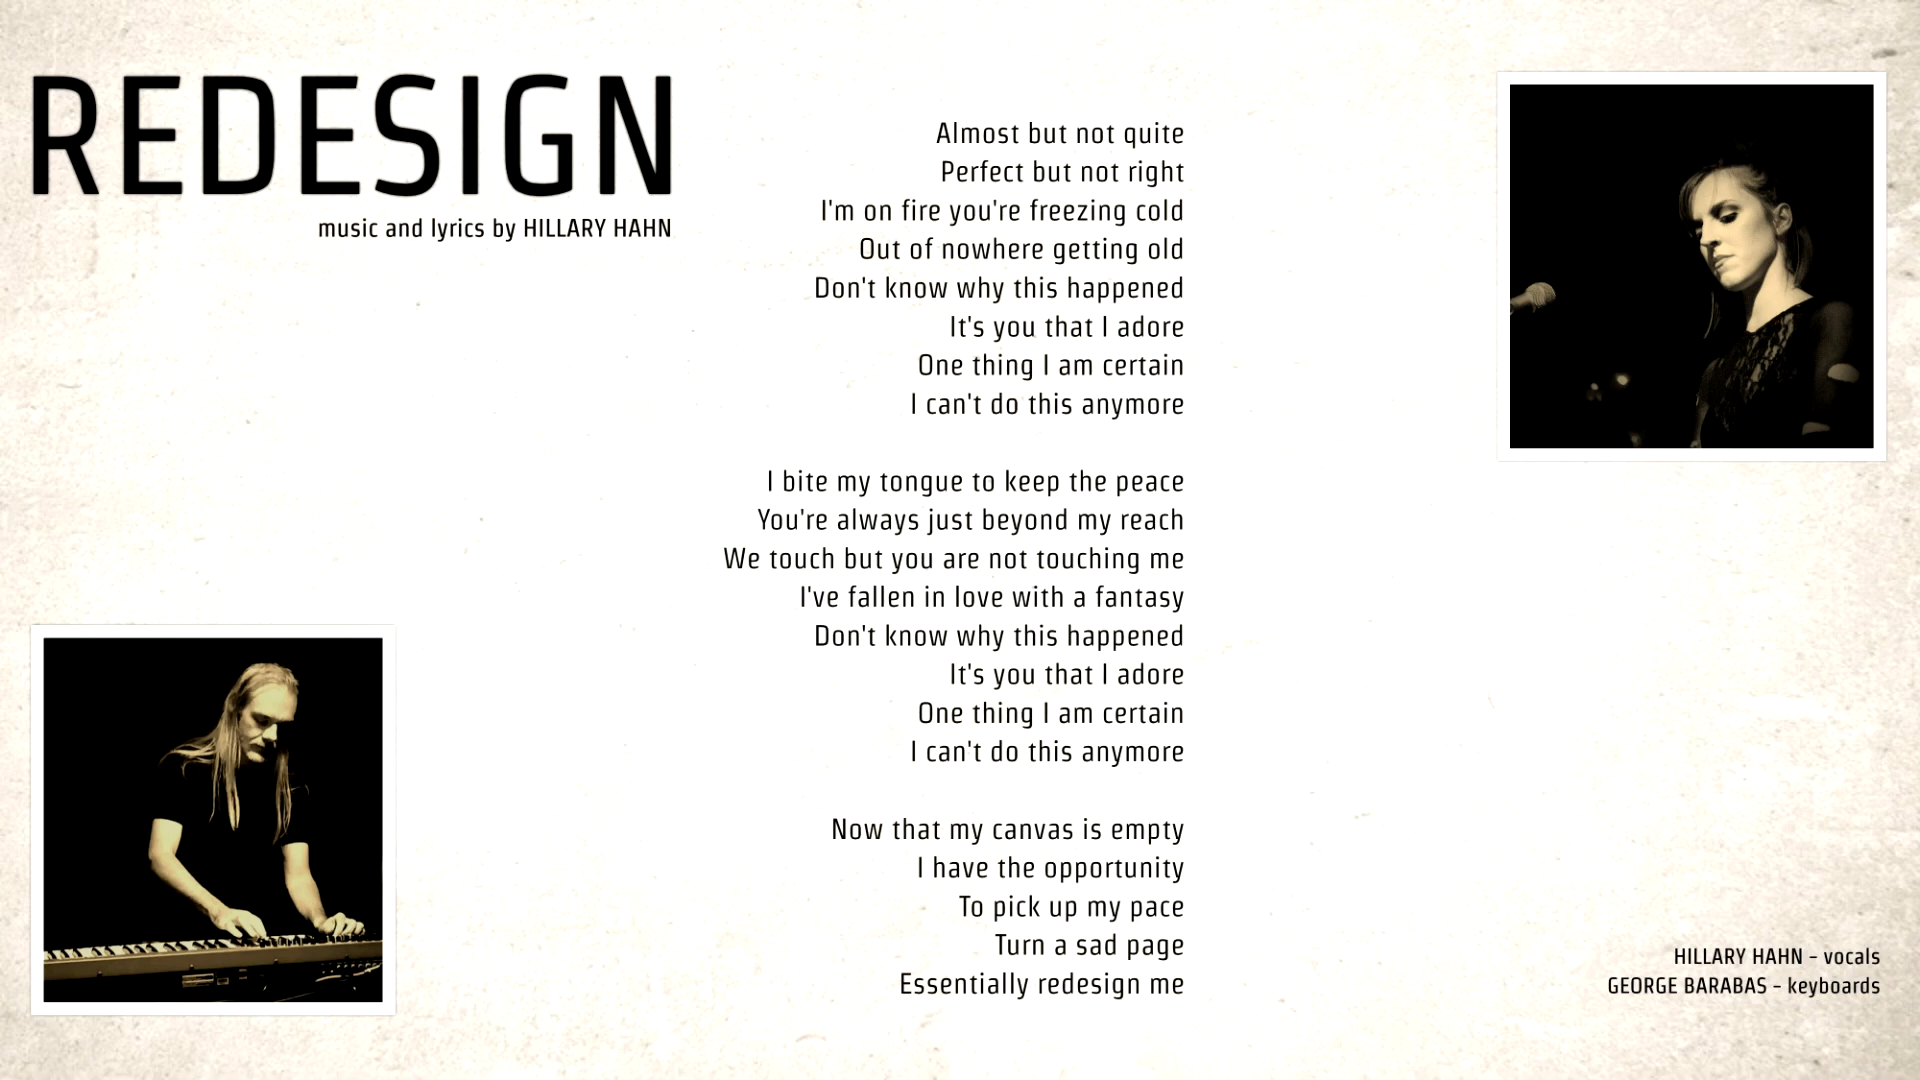 REDESIGN
music and lyrics by HILLARY HAHN
Almost but not quite
Perfect but not right
I'm on fire you're freezing cold
Out of nowhere getting old
Don't know why this happened
It's you that I adore
One thing I am certain
I can't do this anymore
I bite my tongue to keep the peace
You're always just beyond my reach
We touch but you are not touching me
I've fallen in love with a fantasy
Don't know why this happened
It's you that I adore
One thing I am certain
I can't do this anymore
Now that my canvas is empty
I have the opportunity
To pick up my pace
Turn a sad page
Essentially redesign me
HILLARY HAHN – vocals
GEORGE BARABAS – keyboards